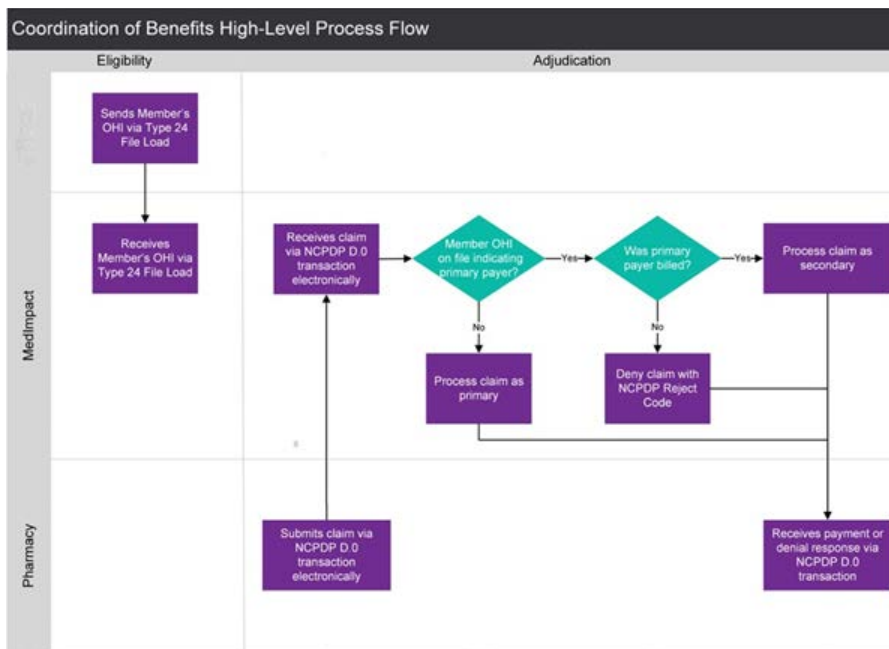 Coordination of Benefits High-Level Process Flow
Eligibility
Adjudication
Sends Member's
OHI via Type 24
File Load
MedImpact
Receives
Member's OHI via
Type 24 File Load
Receives claim
via NCPDP D.0
transaction
electronically
Member OHI
on file indicating
primary payer?
Yes
Was primary
payer billed?
Yes
Process claim as
secondary
No
No
Process claim as
primary
Deny claim with
NCPDP Reject
Code
Pharmacy
Submits claim via
NCPDP D.0
transaction
electronically
Receives payment or
denial response via
NCPDP D.0
transaction